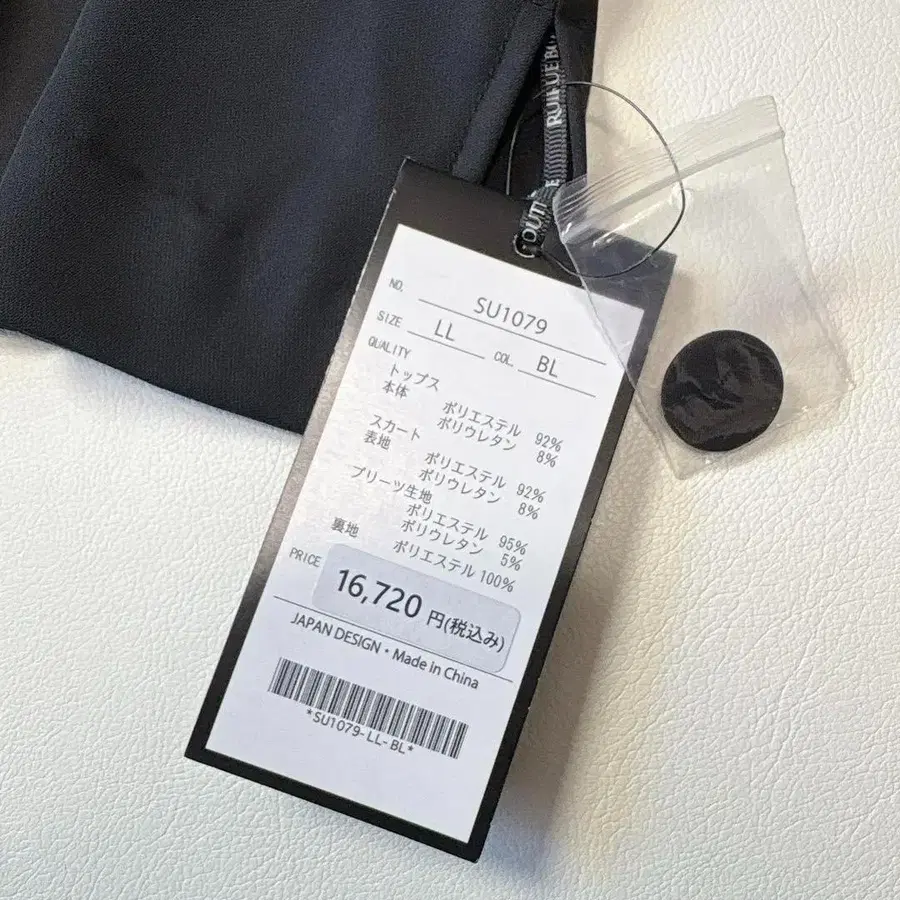 RUIRUEBO
COUT
E
NO. SU1079
SIZE LL COL. BL
QUALITY
トップス
本体 ポリエステル 92%
ポリウレタン 8%
スカート
表地 ポリエステル 92%
ポリウレタン 8%
プリーツ生地
ポリエステル 95%
ポリウレタン 5%
裏地 ポリエステル 100%
PRICE 16,720 円(税込み)
JAPAN DESIGN・Made in China
*SU1079-LL-BL*